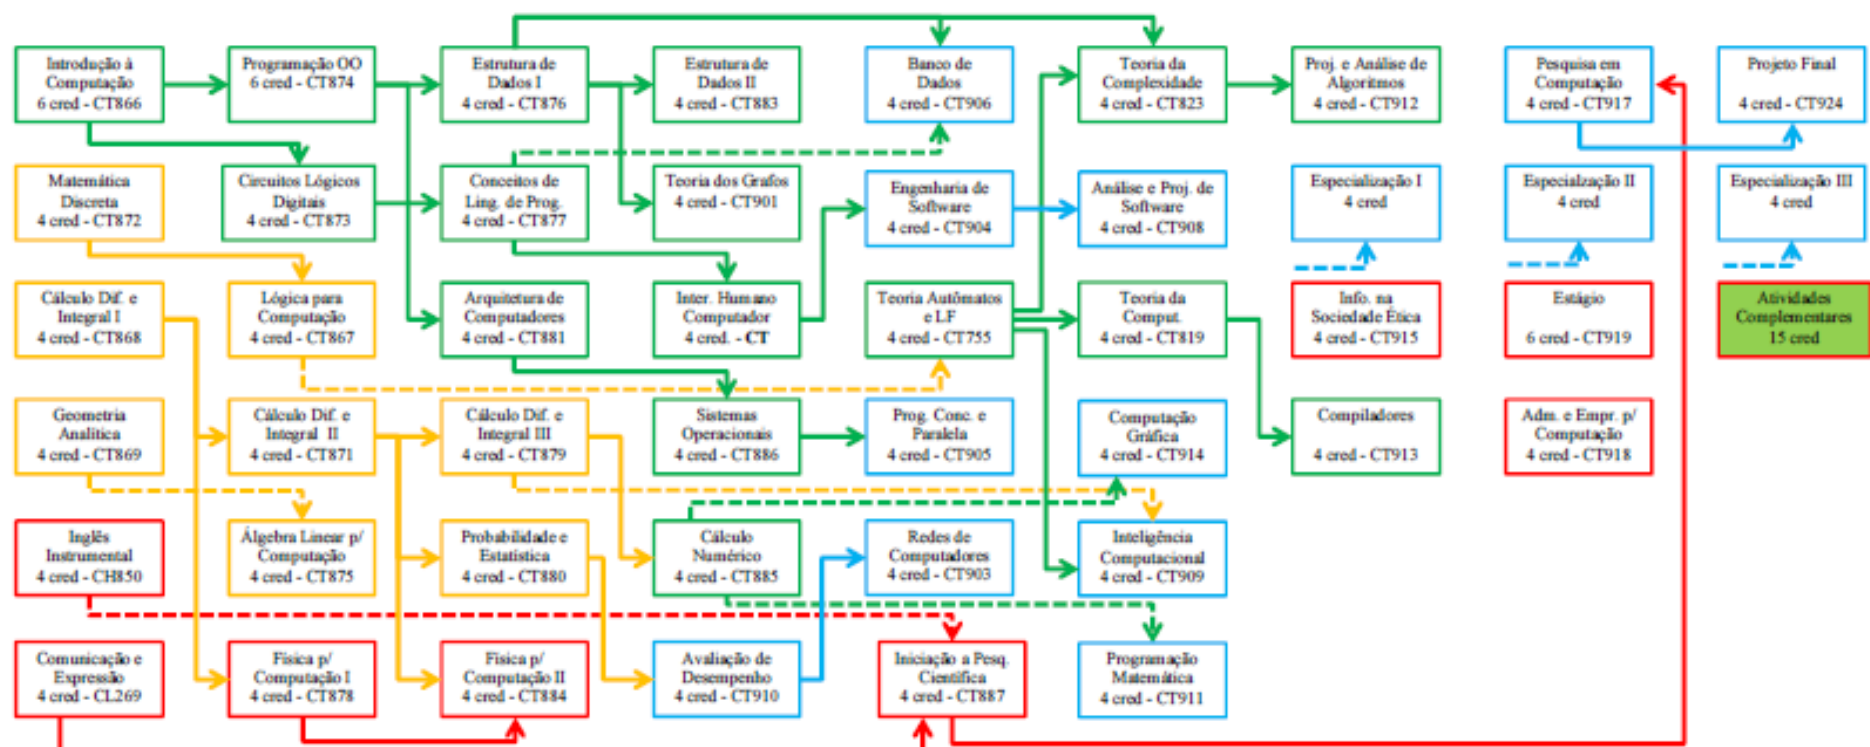 Introdução à
Computação
6 cred - CT866
Programação OO
6 cred - CT874
Estrutura de
Dados I
4 cred - CT876
Estrutura de
Dados II
4 cred - CT883
Banco de
Dados
4 cred - CT906
Teoria da
Complexidade
4 cred - CT823
Proj. e Análise de
Algoritmos
4 cred - CT912
Pesquisa em
Computação
4 cred - CT917
Projeto Final
4 cred - CT924
Matemática
Discreta
4 cred - CT872
Circuitos Lógicos
Digitais
4 cred - CT873
Conceitos de
Ling. de Prog.
4 cred - CT877
Teoria dos Grafos
4 cred - CT901
Engenharia de
Software
4 cred - CT904
Análise e Proj. de
Software
4 cred - CT908
Especialização I
4 cred
Especialzação II
4 cred
Especialização III
4 cred
Cálculo Dif. e
Integral I
4 cred - CT868
Lógica para
Computação
4 cred - CT867
Arquitetura de
Computadores
4 cred - CT881
Inter. Humano
Computador
4 cred. - CT
Teoria Autômatos
e LF
4 cred - CT755
Teoria da
Comput.
4 cred - CT819
Info. na
Sociedade Ética
4 cred - CT915
Estágio
6 cred - CT919
Atividades
Complementares
15 cred
Geometria
Analítica
4 cred - CT869
Cálculo Dif. e
Integral II
4 cred - CT871
Cálculo Dif. e
Integral III
4 cred - CT879
Sistemas
Operacionais
4 cred - CT886
Prog. Conc. e
Paralela
4 cred - CT905
Computação
Gráfica
4 cred - CT914
Compiladores
4 cred - CT913
Adm. e Empr. p/
Computação
4 cred - CT918
Inglês
Instrumental
4 cred - CH850
Álgebra Linear p/
Computação
4 cred - CT875
Probabilidade e
Estatística
4 cred - CT880
Cálculo
Numérico
4 cred - CT885
Redes de
Computadores
4 cred - CT903
Inteligência
Computacional
4 cred - CT909
Comunicação e
Expressão
4 cred - CL269
Física p/
Computação I
4 cred - CT878
Física p/
Computação II
4 cred - CT884
Avaliação de
Desempenho
4 cred - CT910
Iniciação a Pesq.
Científica
4 cred - CT887
Programação
Matemática
4 cred - CT911